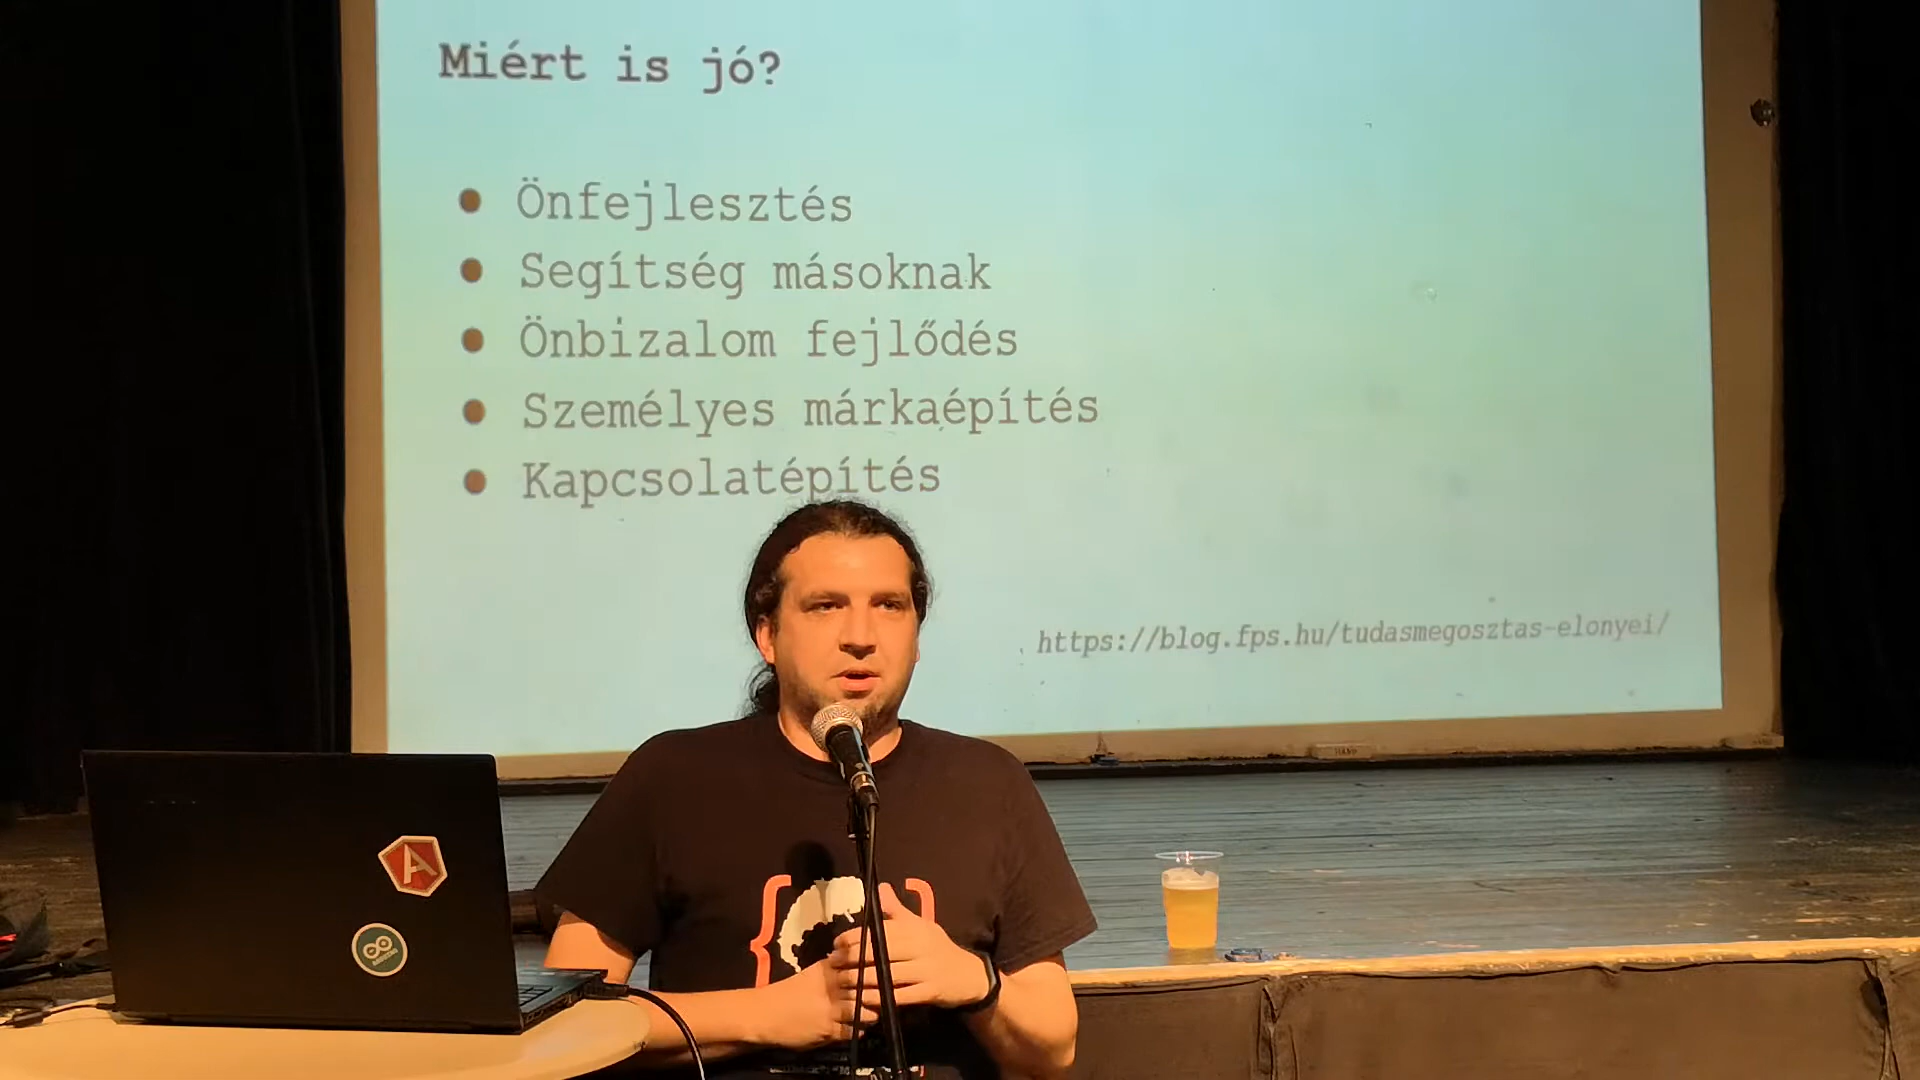 Miért is jó?
● Önfejlesztés
● Segítség másoknak
● Önbizalom fejlődés
● Személyes márkaépítés
● Kapcsolatépítés
https://blog.fps.hu/tudasmegosztas-elonyei/
A